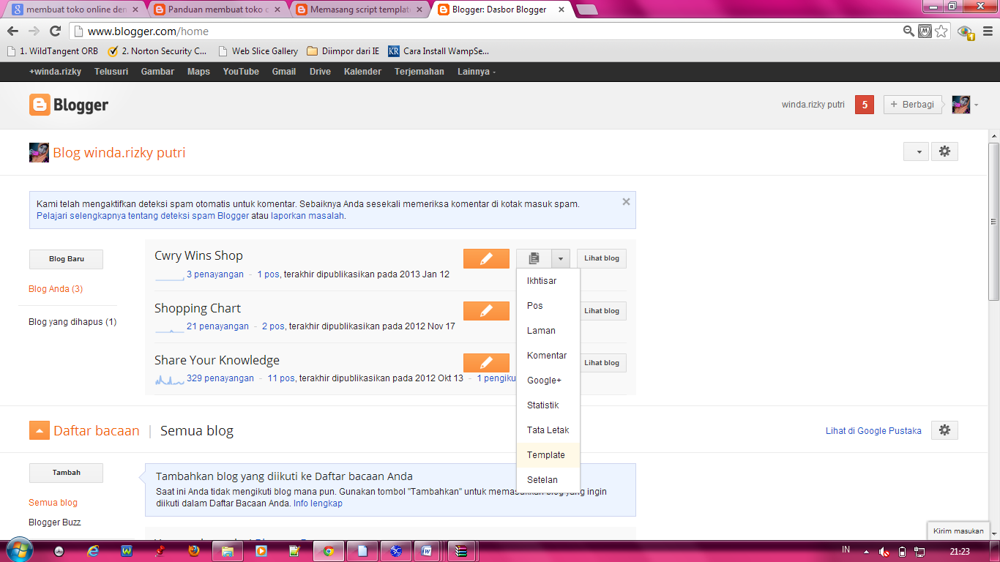 membuat toko online den
Panduan membuat toko o
Memasang script templat
Blogger: Dasbor Blogger
www.blogger.com/home
1. WildTangent ORB
2. Norton Security C...
Web Slice Gallery
Diimpor dari IE
KR
Cara Install WampSe...
+winda.rizky Telusuri Gambar Maps YouTube Gmail Drive Kalender Terjemahan Lainnya
Blogger
winda.rizky putri
5
+ Berbagi
Blog winda.rizky putri
Kami telah mengaktifkan deteksi spam otomatis untuk komentar. Sebaiknya Anda sesekali memeriksa komentar di kotak masuk spam.
Pelajari selengkapnya tentang deteksi spam Blogger atau laporkan masalah.
Blog Baru
Blog Anda (3)
Blog yang dihapus (1)
Cwry Wins Shop
3 penayangan - 1 pos, terakhir dipublikasikan pada 2013 Jan 12
Lihat blog
Shopping Chart
21 penayangan - 2 pos, terakhir dipublikasikan pada 2012 Nov 17
Lihat blog
Share Your Knowledge
329 penayangan - 11 pos, terakhir dipublikasikan pada 2012 Okt 13 - 1 pengiku
Lihat blog
Ikhtisar
Pos
Laman
Komentar
Google+
Statistik
Tata Letak
Template
Setelan
Daftar bacaan | Semua blog
Lihat di Google Pustaka
Tambah
Semua blog
Blogger Buzz
Tambahkan blog yang diikuti ke Daftar bacaan Anda
Saat ini Anda tidak mengikuti blog mana pun. Gunakan tombol "Tambahkan" untuk memasukkan blog yang ingin
diikuti dalam Daftar Bacaan Anda. Info lengkap
Kirim masukan
IN
21:23